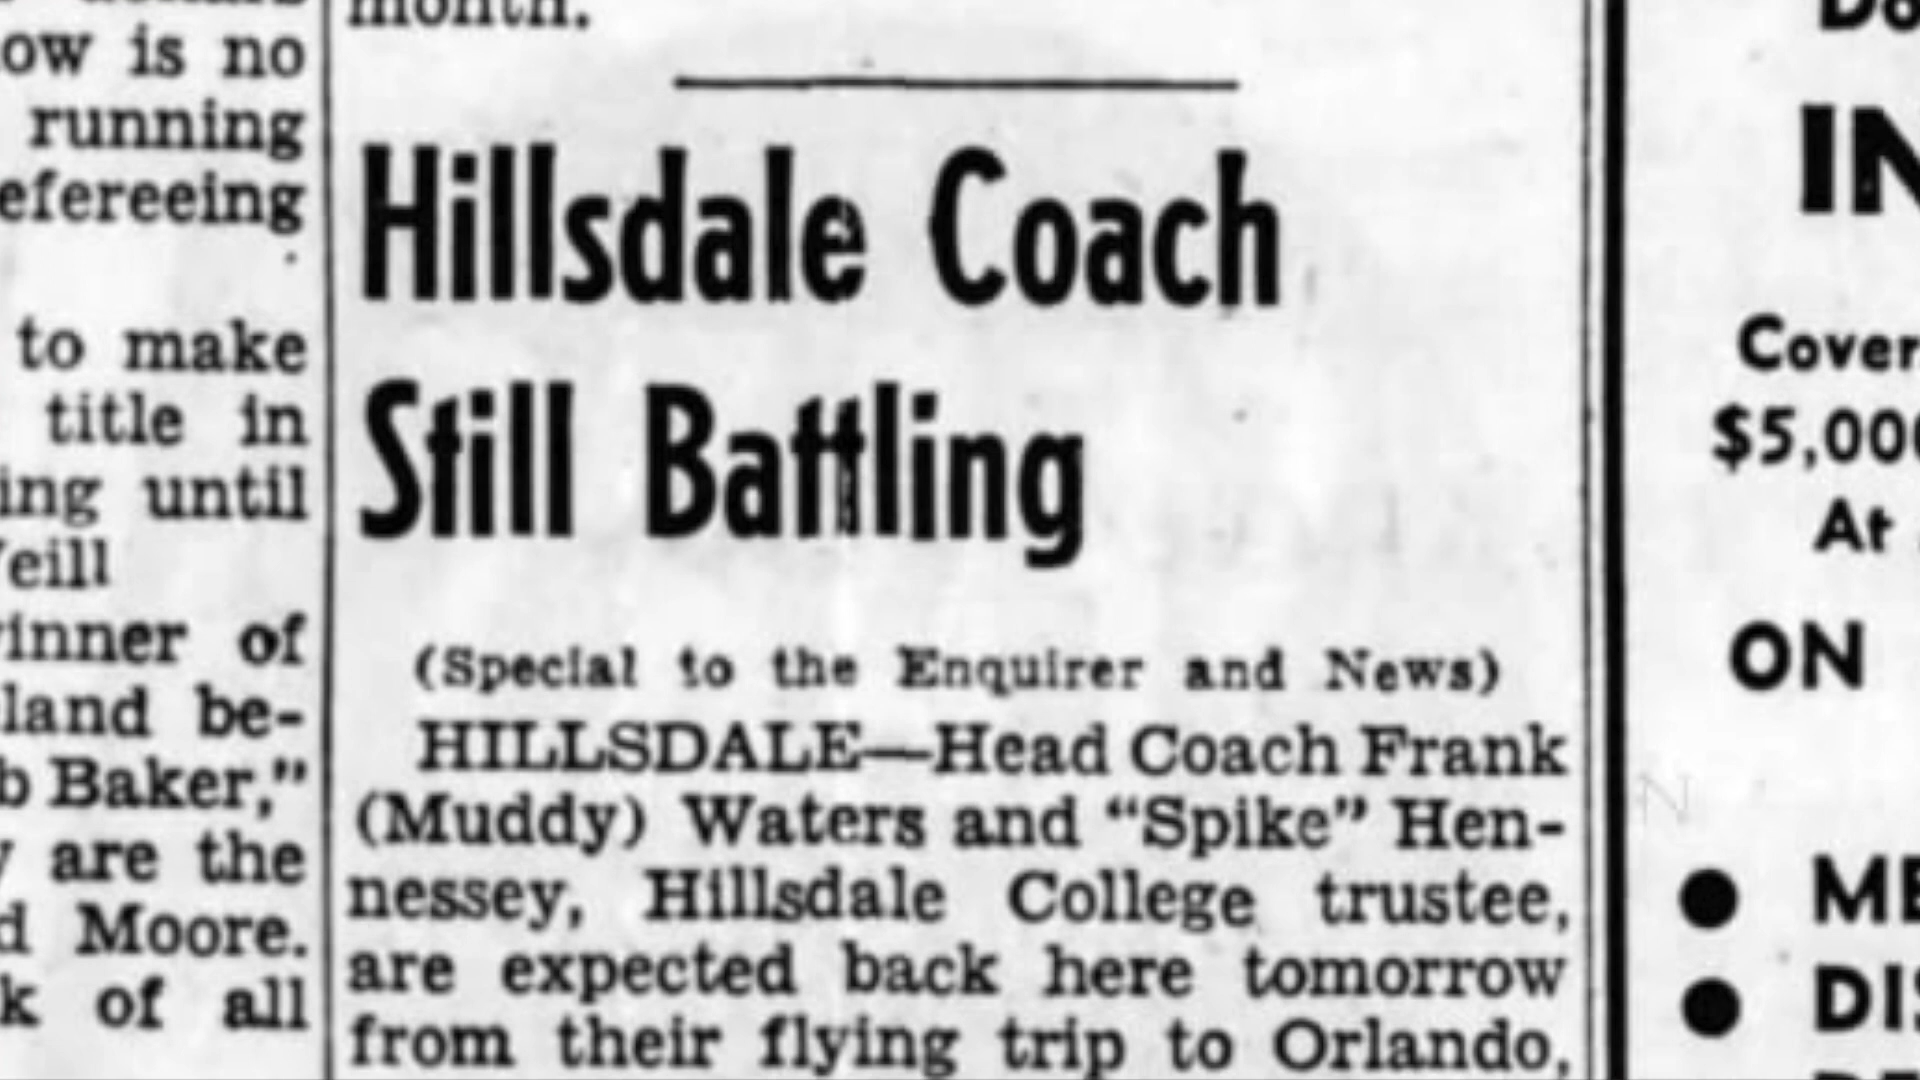 ow is no
running
efereeing
to make
title in
ing until
eill
inner of
land be-
b Baker,"
y are the
d Moore.
k of all
month.
Hillsdale Coach
Still Battling
(Special to the Enquirer and News)
HILLSDALE—Head Coach Frank
(Muddy) Waters and "Spike" Hen-
nessey, Hillsdale College trustee,
are expected back here tomorrow
from their flying trip to Orlando,
IN
Cover
$5,000
At
ON
ME
DIS